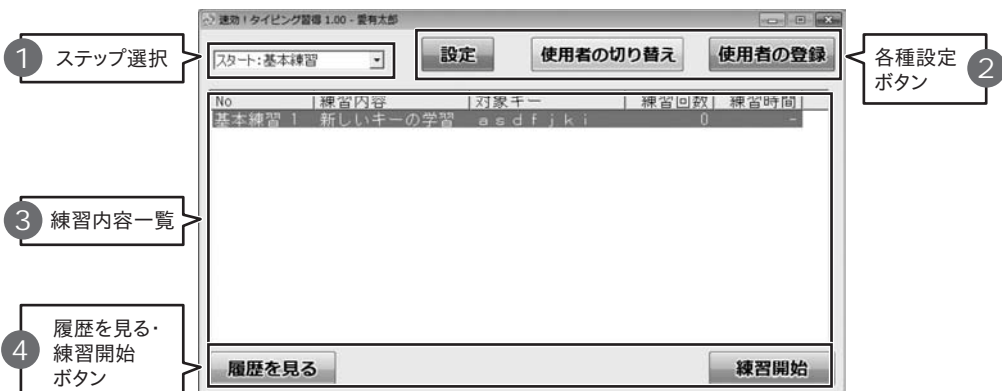 速効!タイピング習得 1.00 - 愛有太郎
1 ステップ選択
スタート:基本練習
設定 使用者の切り替え 使用者の登録
各種設定
ボタン
2
No 練習内容 対象キー 練習回数 練習時間
基本練習 1 新しいキーの学習 a s d f j k i 0 -
3 練習内容一覧
4
履歴を見る・
練習開始
ボタン
履歴を見る 練習開始